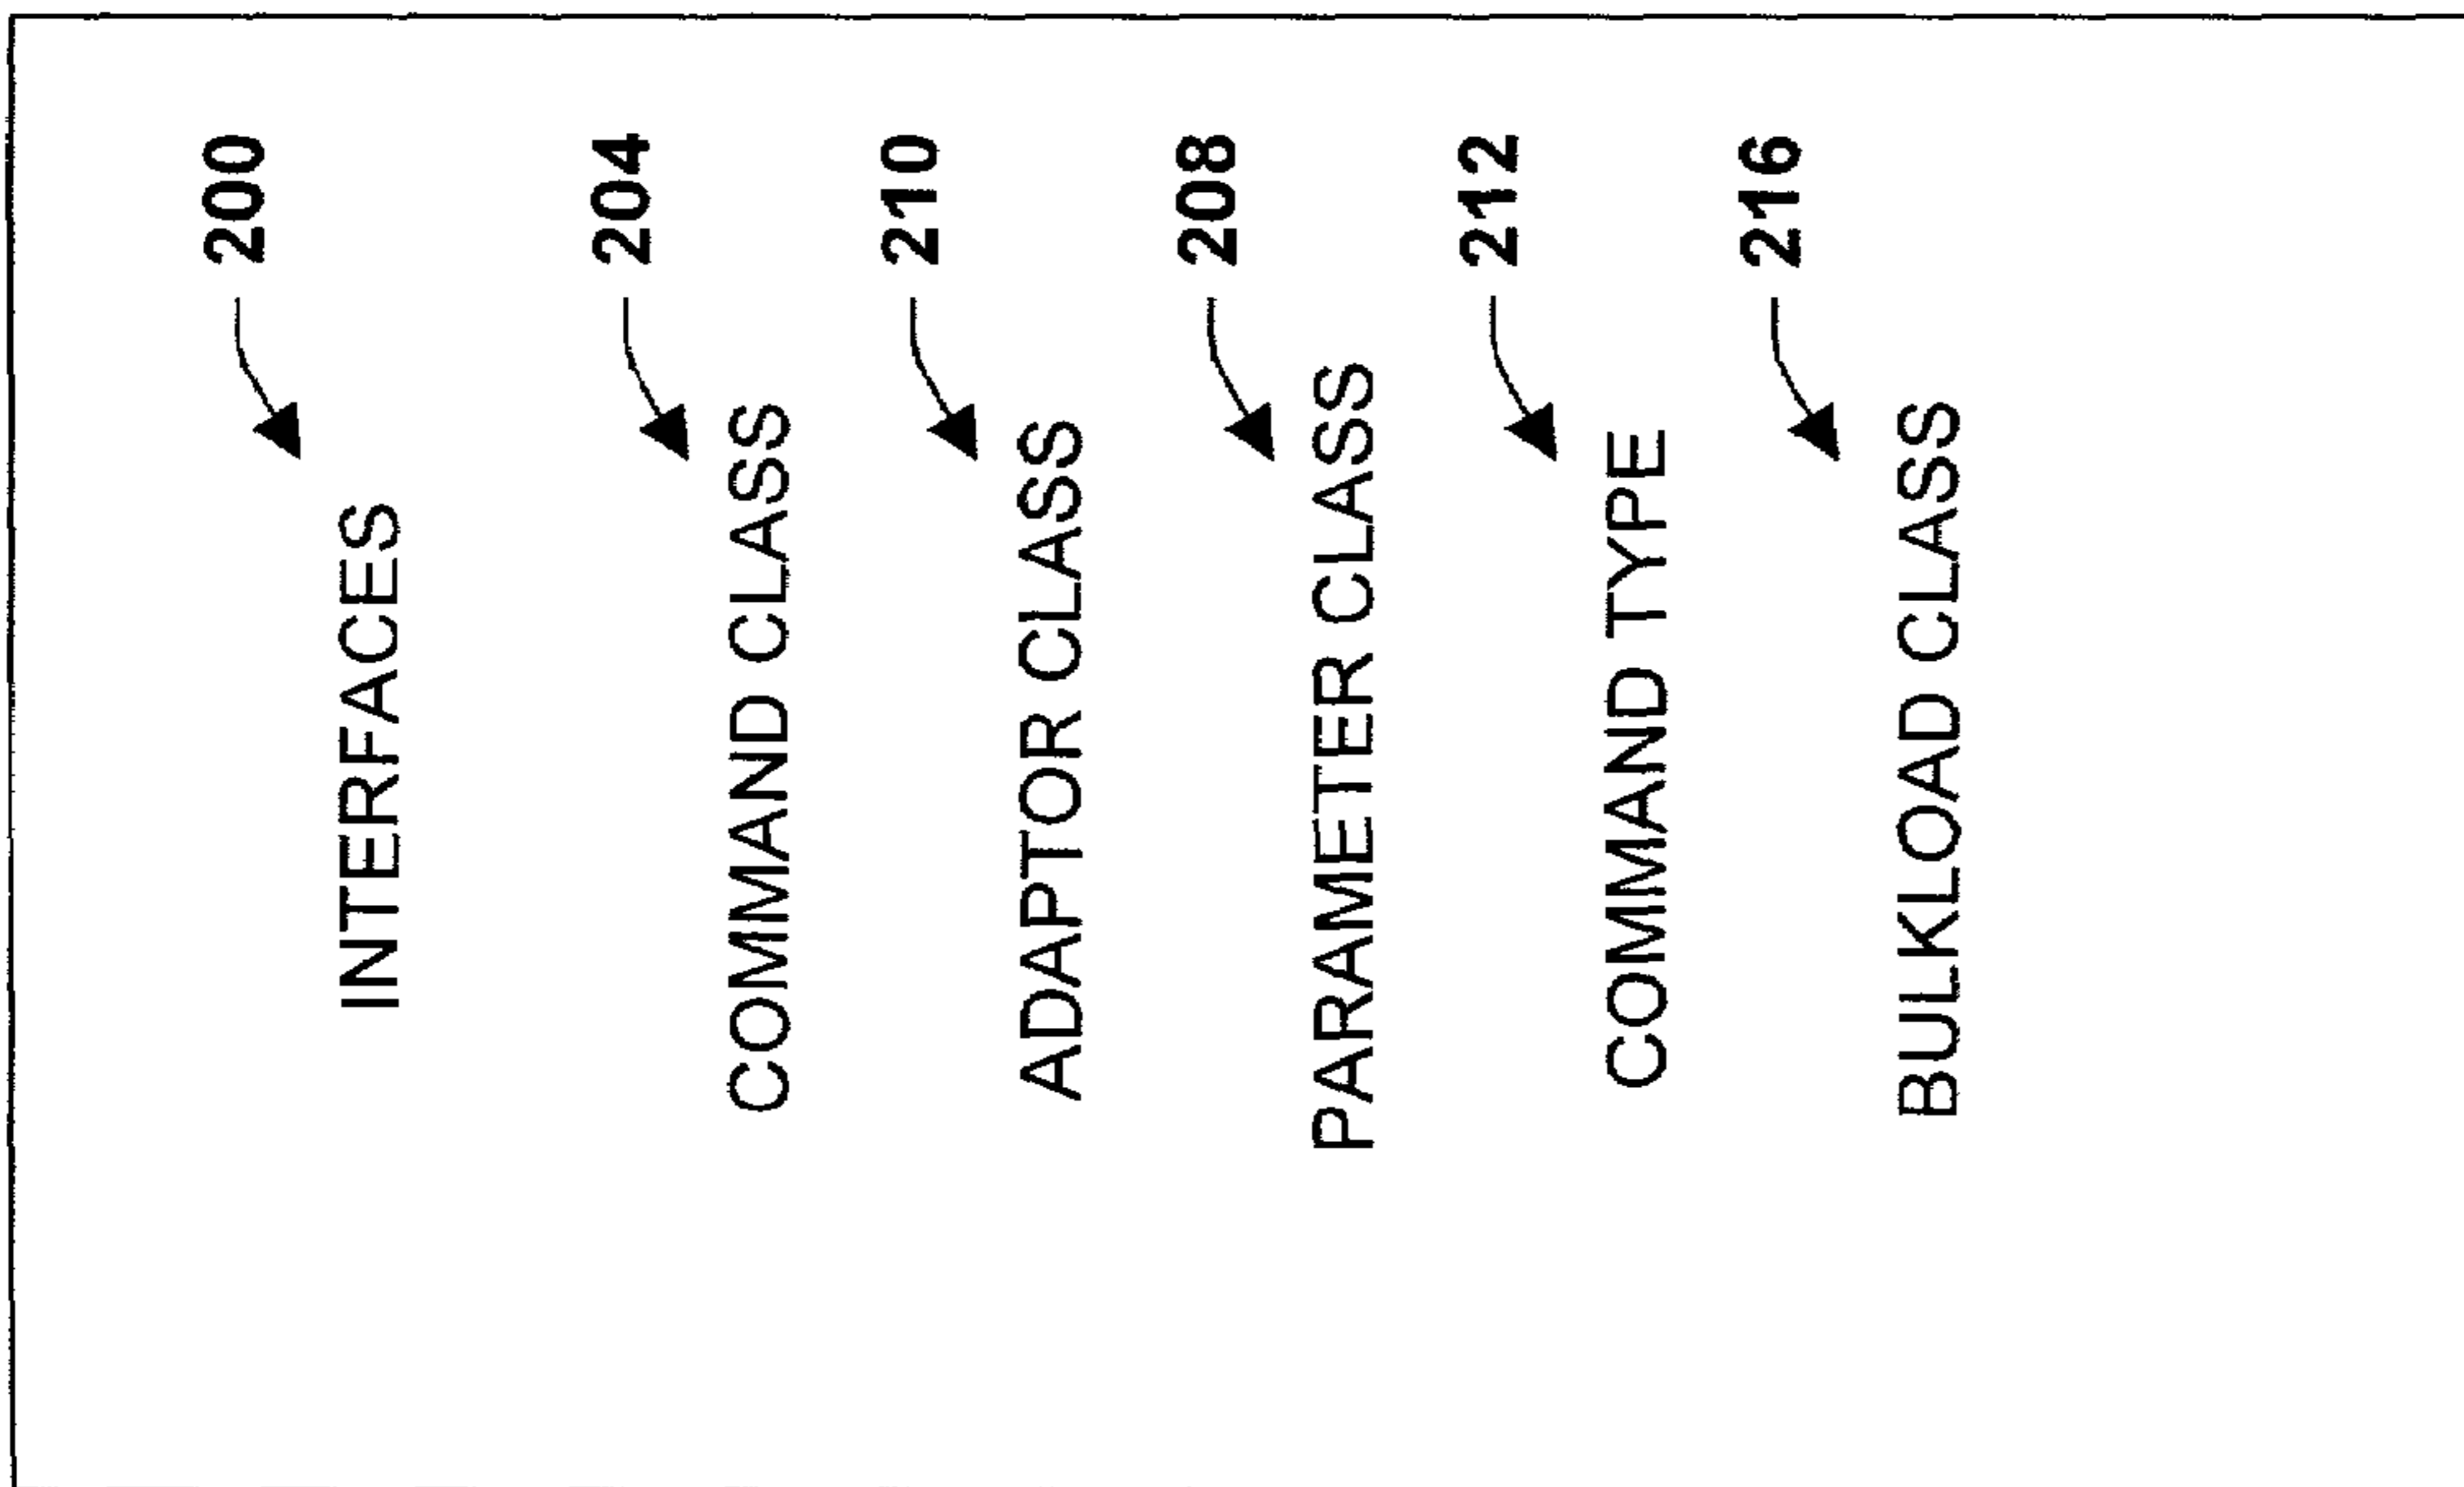 200
INTERFACES
204
COMMAND CLASS
210
ADAPTOR CLASS
208
PARAMETER CLASS
212
COMMAND TYPE
216
BULKLOAD CLASS